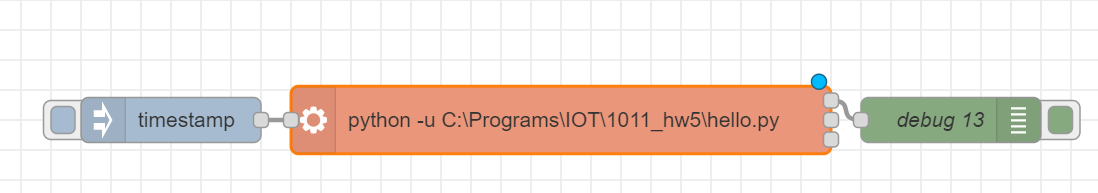 timestamp
python -u C:\Programs\IOT\1011_hw5\hello.py
debug 13